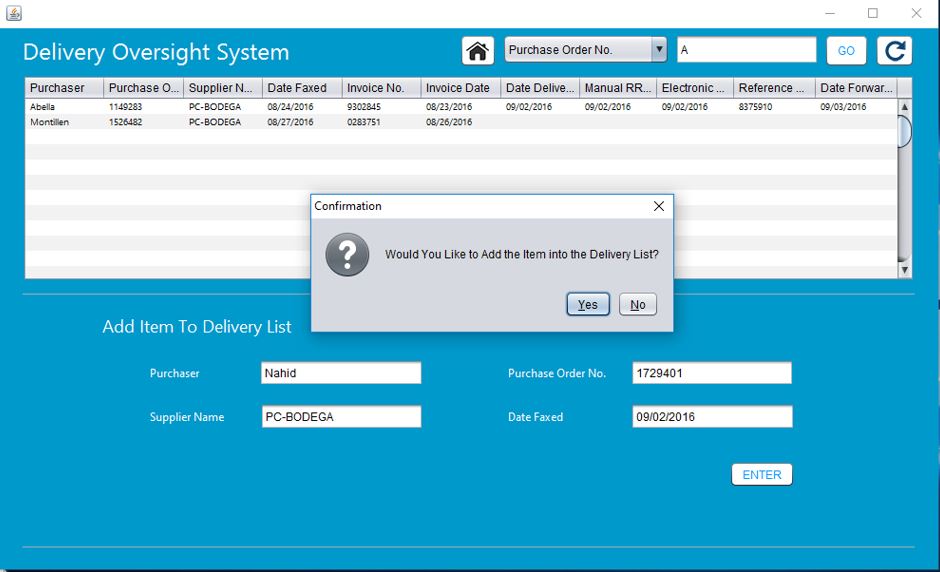 Delivery Oversight System
Purchase Order No.
A
GO
Purchaser Purchase O... Supplier N... Date Faxed Invoice No. Invoice Date Date Delive... Manual RR... Electronic ... Reference ... Date Forwar...
Abella 1149283 PC-BODEGA 08/24/2016 9302845 08/23/2016 09/02/2016 09/02/2016 09/02/2016 8375910 09/03/2016
Montillen 1526482 PC-BODEGA 08/27/2016 0283751 08/26/2016
Confirmation
Would You Like to Add the Item into the Delivery List?
Yes No
Add Item To Delivery List
Purchaser Nahid Purchase Order No. 1729401
Supplier Name PC-BODEGA Date Faxed 09/02/2016
ENTER